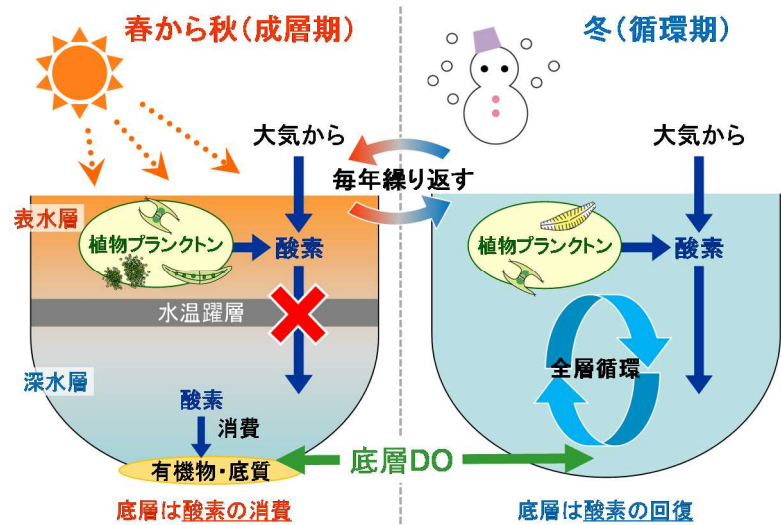 春から秋（成層期）
大気から
表水層
植物プランクトン
酸素
水温躍層
深水層
酸素
消費
有機物・底質
底層は酸素の消費
毎年繰り返す
底層DO
冬（循環期）
大気から
植物プランクトン
酸素
全層循環
底層は酸素の回復